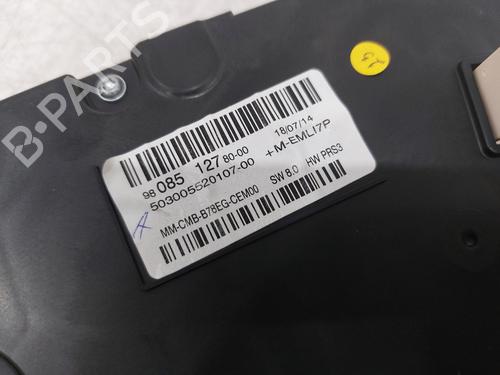 B-PARTS
98 085 127 80-00
18/07/14
503005520107-00
+M-EMLI7P
MM-CMB-B78EG-CEM00
SW 8.0
HW PRS3
A